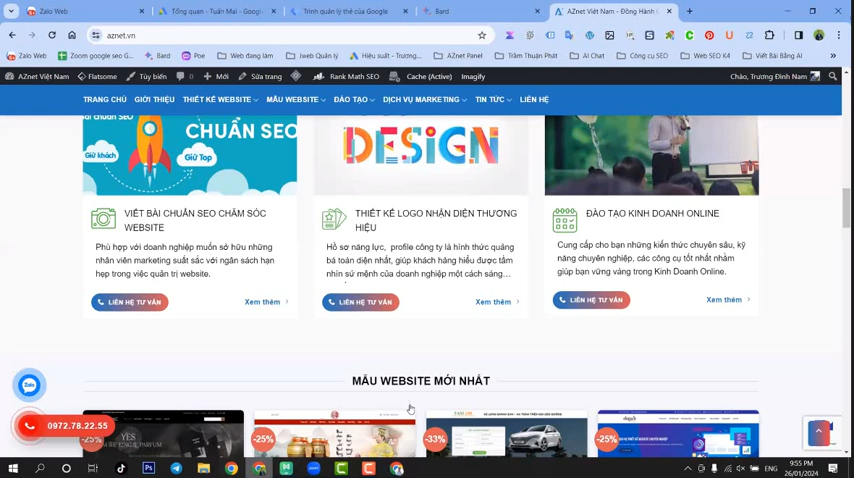 Zalo Web
Tổng quan - Tuấn Mai - Google
Trình quản lý thẻ của Google
Bard
AZnet Việt Nam - Đồng Hành
aznet.vn
Zalo Web
Zoom google seo G...
Bard
Poe
Web đang làm
Jweb Quản lý
Hiệu suất - Trương...
AZnet Panel
Trầm Thuận Phát
AI Chat
Công cụ SEO
Web SEO K4
Viết Bài Bằng AI
AZnet Việt Nam
Flatsome
Tùy biến
0
Mới
Sửa trang
Rank Math SEO
Cache (Active)
Imagify
Chào, Trương Đình Nam
TRANG CHỦ
GIỚI THIỆU
THIẾT KẾ WEBSITE
MẪU WEBSITE
ĐÀO TẠO
DỊCH VỤ MARKETING
TIN TỨC
LIÊN HỆ
CHUẨN SEO
Giữ khách
Giữ Top
DESIGN
VIẾT BÀI CHUẨN SEO CHĂM SÓC
WEBSITE
Phù hợp với doanh nghiệp muốn sở hữu những
nhân viên marketing suất sắc với ngân sách hạn
hẹp trong việc quản trị website.
LIÊN HỆ TƯ VẤN
Xem thêm
THIẾT KẾ LOGO NHẬN DIỆN THƯƠNG
HIỆU
Hồ sơ năng lực, profile công ty là hình thức quảng
bá toàn diện nhất, giúp khách hàng hiểu được tầm
nhìn sứ mệnh của doanh nghiệp một cách sáng...
LIÊN HỆ TƯ VẤN
Xem thêm
ĐÀO TẠO KINH DOANH ONLINE
Cung cấp cho bạn những kiến thức chuyên sâu, kỹ
năng chuyên nghiệp, các công cụ tốt nhất nhằm
giúp bạn vững vàng trong Kinh Doanh Online.
LIÊN HỆ TƯ VẤN
Xem thêm
MẪU WEBSITE MỚI NHẤT
Zalo
0972.78.22.55
-25%
YES
-25%
-33%
-25%
ENG
9:55 PM
26/01/2024